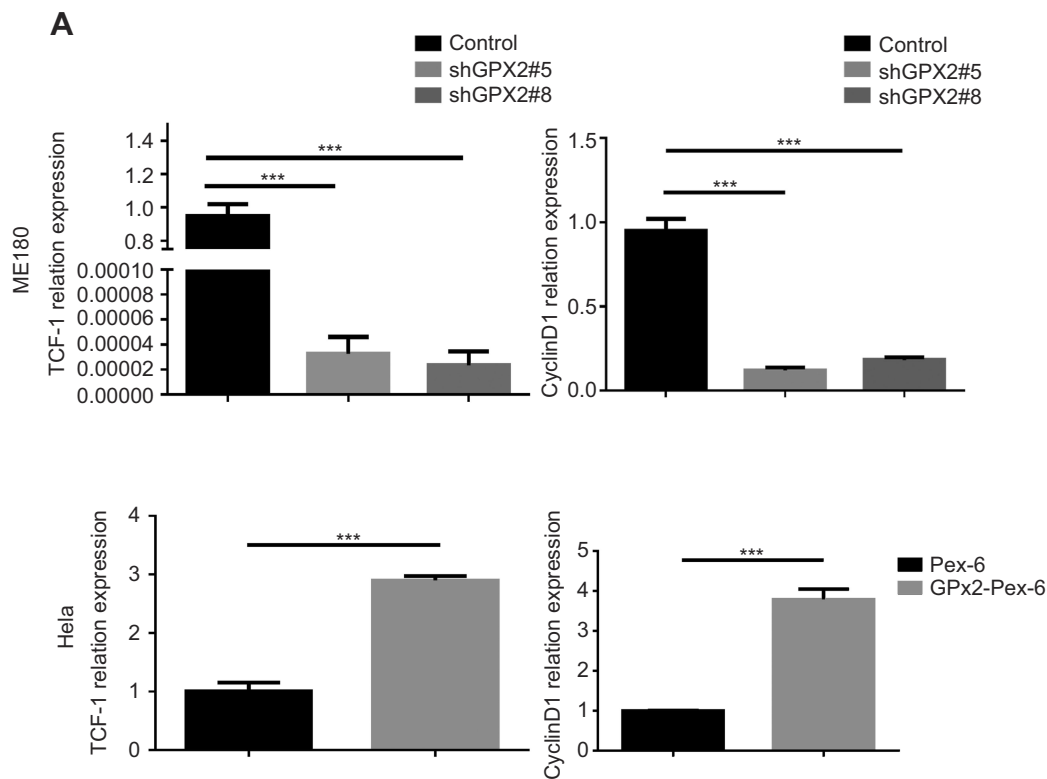 A
Control
shGPX2#5
shGPX2#8
Control
shGPX2#5
shGPX2#8
ME180
TCF-1 relation expression
1.4
1.2
1.0
0.8
0.00010
0.00008
0.00006
0.00004
0.00002
0.00000
***
***
CyclinD1 relation expression
1.5
1.0
0.5
0.0
***
***
Hela
TCF-1 relation expression
4
3
2
1
0
***
CyclinD1 relation expression
5
4
3
2
1
0
***
Pex-6
GPx2-Pex-6